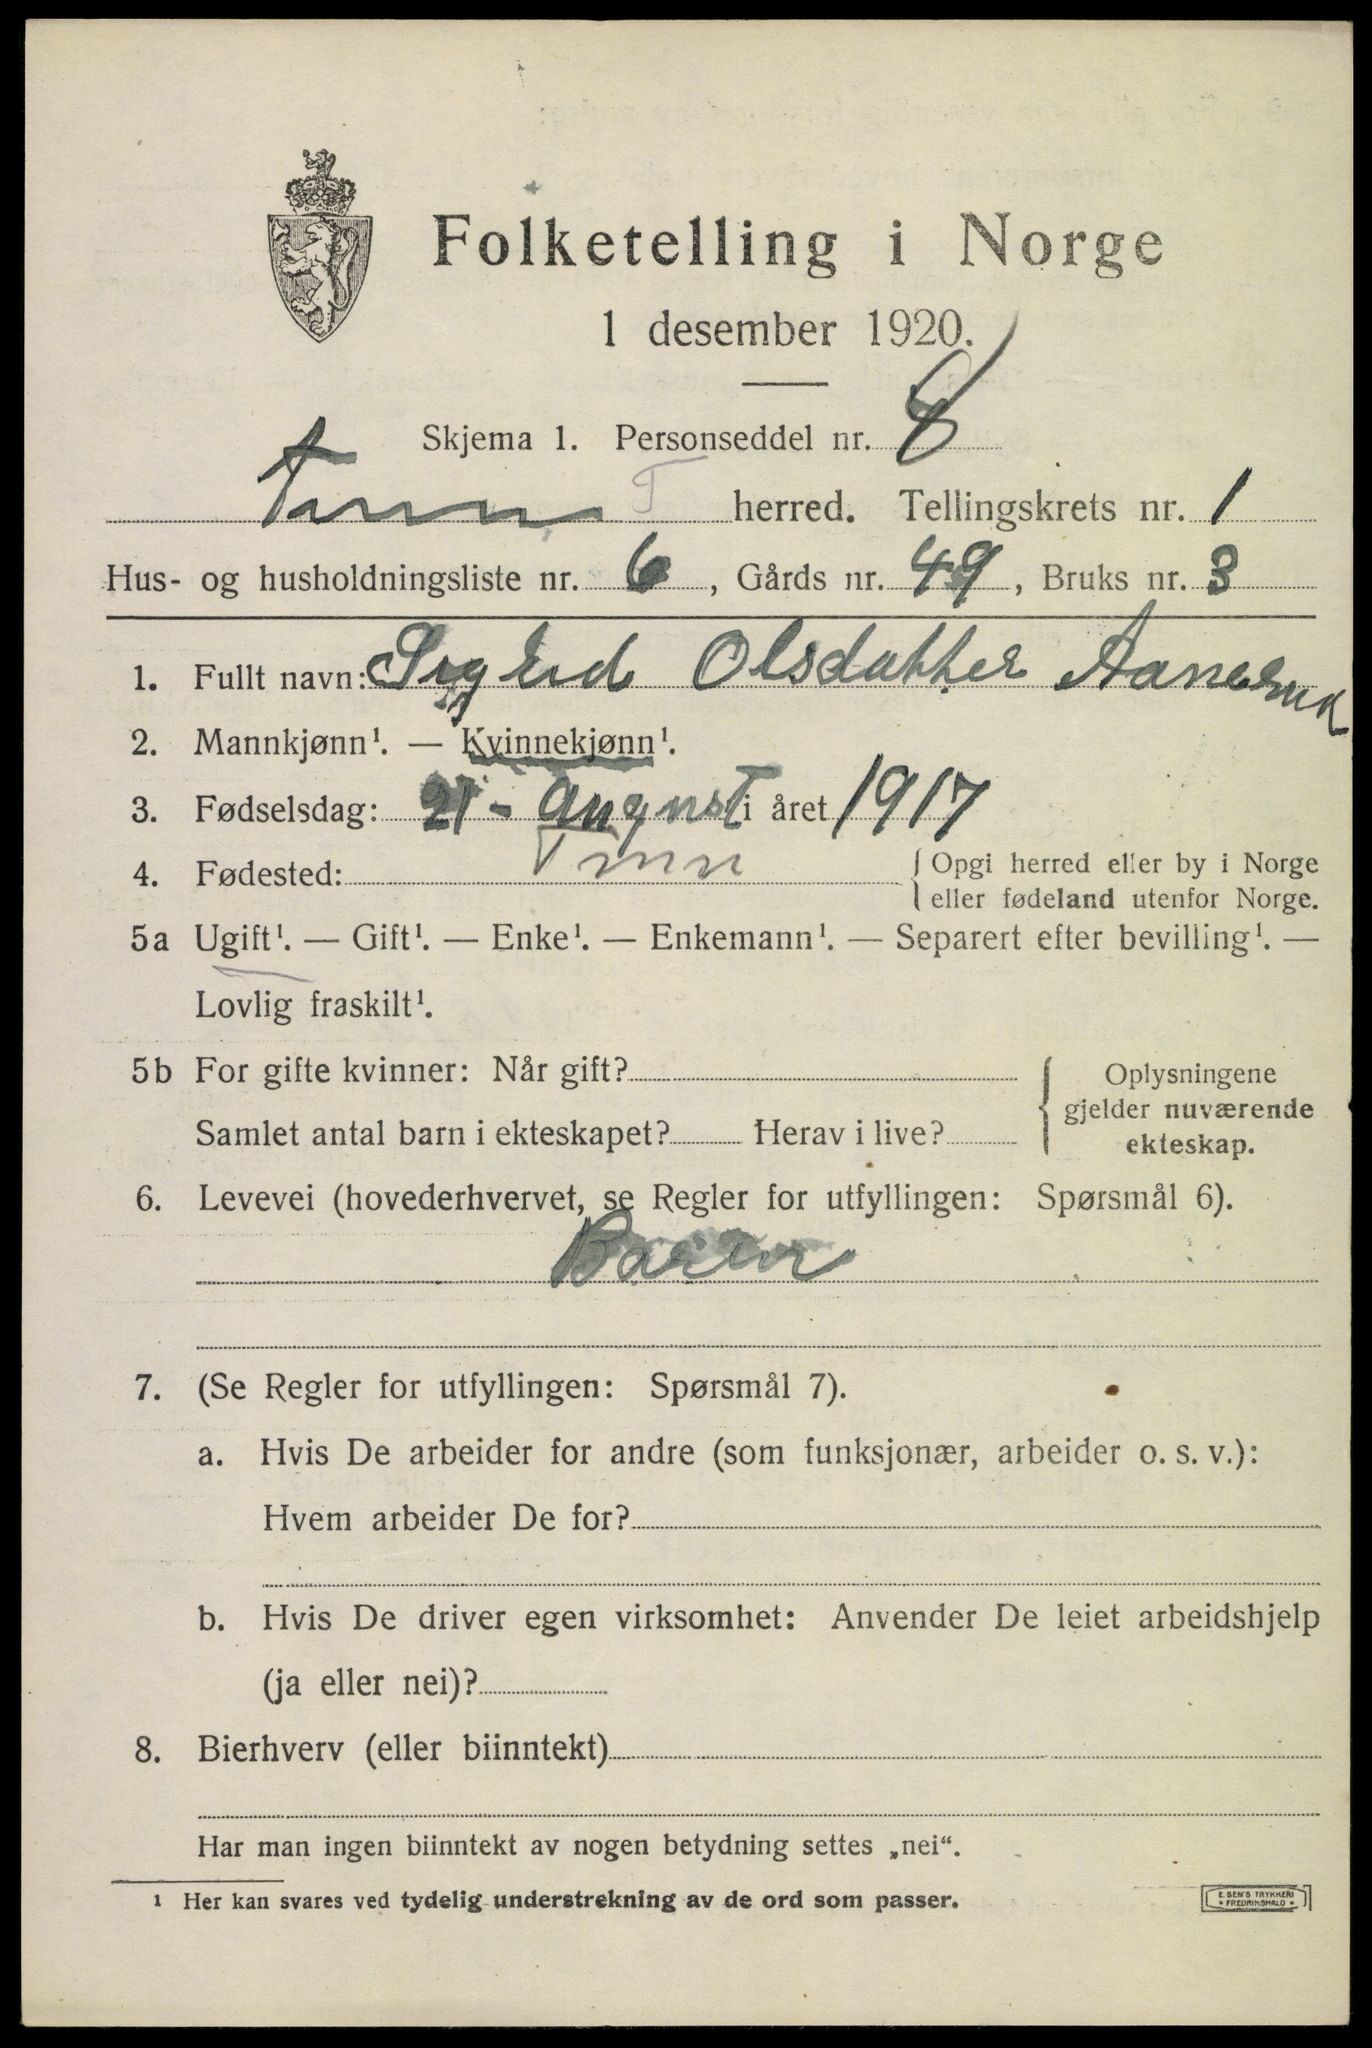 Folketelling i Norge
1 desember 1920.
Skjema 1. Personseddel nr. 8
Tinn T herred. Tellingskrets nr. 1
Hus- og husholdningsliste nr. 6, Gårds nr. 49, Bruks nr. 3
1. Fullt navn: Sigrid Olsdatter
2. Mannkjønn¹. — Kvinnekjønn¹.
3. Fødselsdag: 21 - august i året 1917
4. Fødested: Tinn { Opgi herred eller by i Norge
eller fødeland utenfor Norge.
5a Ugift¹. — Gift¹. — Enke¹. — Enkemann¹. — Separert efter bevilling¹. —
Lovlig fraskilt¹.
5b For gifte kvinner: Når gift?
Samlet antal barn i ekteskapet? Herav i live?
{ Oplysningene
gjelder nuværende
ekteskap.
6. Levevei (hovederhvervet, se Regler for utfyllingen: Spørsmål 6).
Barn
7. (Se Regler for utfyllingen: Spørsmål 7).
a. Hvis De arbeider for andre (som funksjonær, arbeider o. s. v.):
Hvem arbeider De for?
b. Hvis De driver egen virksomhet: Anvender De leiet arbeidshjelp
(ja eller nei)?
8. Bierhverv (eller biinntekt)
Har man ingen biinntekt av nogen betydning settes „nei“.
¹ Her kan svares ved tydelig understrekning av de ord som passer.
E. SEM'S TRYKKERI
• FREDRIKSHALD •